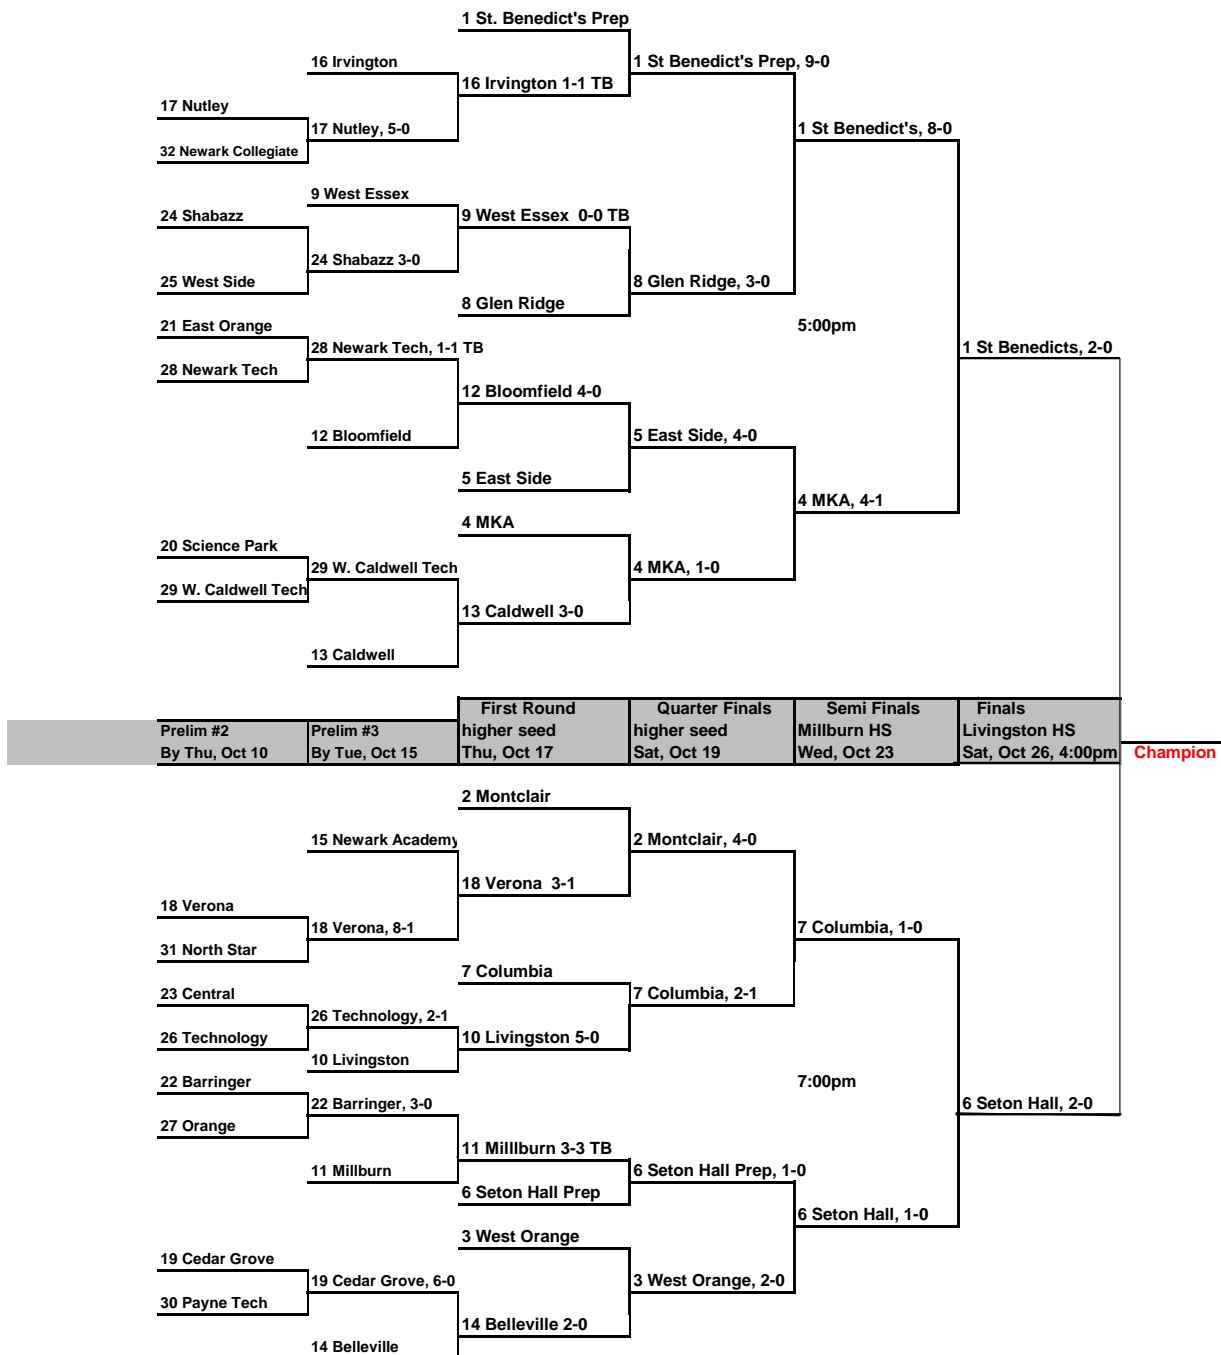 1 St. Benedict's Prep
16 Irvington
1 St Benedict's Prep, 9-0
16 Irvington 1-1 TB
17 Nutley
17 Nutley, 5-0
1 St Benedict's, 8-0
32 Newark Collegiate
9 West Essex
24 Shabazz
9 West Essex  0-0 TB
24 Shabazz 3-0
25 West Side
8 Glen Ridge, 3-0
8 Glen Ridge
21 East Orange
5:00pm
28 Newark Tech, 1-1 TB
1 St Benedicts, 2-0
28 Newark Tech
12 Bloomfield 4-0
12 Bloomfield
5 East Side, 4-0
5 East Side
4 MKA, 4-1
4 MKA
20 Science Park
29 W. Caldwell Tech
4 MKA, 1-0
29 W. Caldwell Tech
13 Caldwell 3-0
13 Caldwell
First Round
Quarter Finals
Semi Finals
Finals
Prelim #2
Prelim #3
higher seed
higher seed
Millburn HS
Livingston HS
By Thu, Oct 10
By Tue, Oct 15
Thu, Oct 17
Sat, Oct 19
Wed, Oct 23
Sat, Oct 26, 4:00pm
Champion
2 Montclair
15 Newark Academy
2 Montclair, 4-0
18 Verona  3-1
18 Verona
18 Verona, 8-1
7 Columbia, 1-0
31 North Star
7 Columbia
23 Central
7 Columbia, 2-1
26 Technology, 2-1
26 Technology
10 Livingston 5-0
10 Livingston
22 Barringer
7:00pm
22 Barringer, 3-0
6 Seton Hall, 2-0
27 Orange
11 Milllburn 3-3 TB
11 Millburn
6 Seton Hall Prep, 1-0
6 Seton Hall Prep
6 Seton Hall, 1-0
3 West Orange
19 Cedar Grove
19 Cedar Grove, 6-0
3 West Orange, 2-0
30 Payne Tech
14 Belleville 2-0
14 Belleville